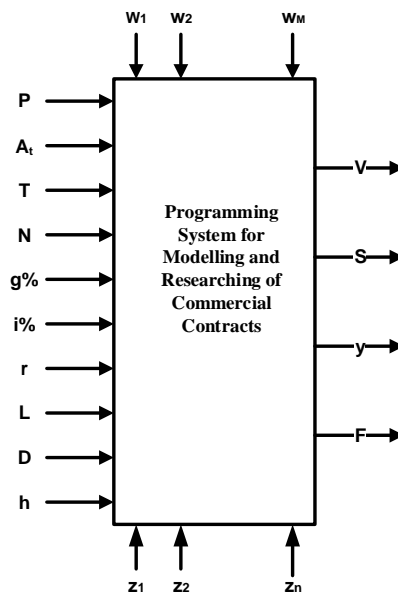 w1 w2 wM
P
At
T
N
g%
i%
r
L
D
h
Programming
System for
Modelling and
Researching of
Commercial
Contracts
V
S
y
F
z1 z2 zn